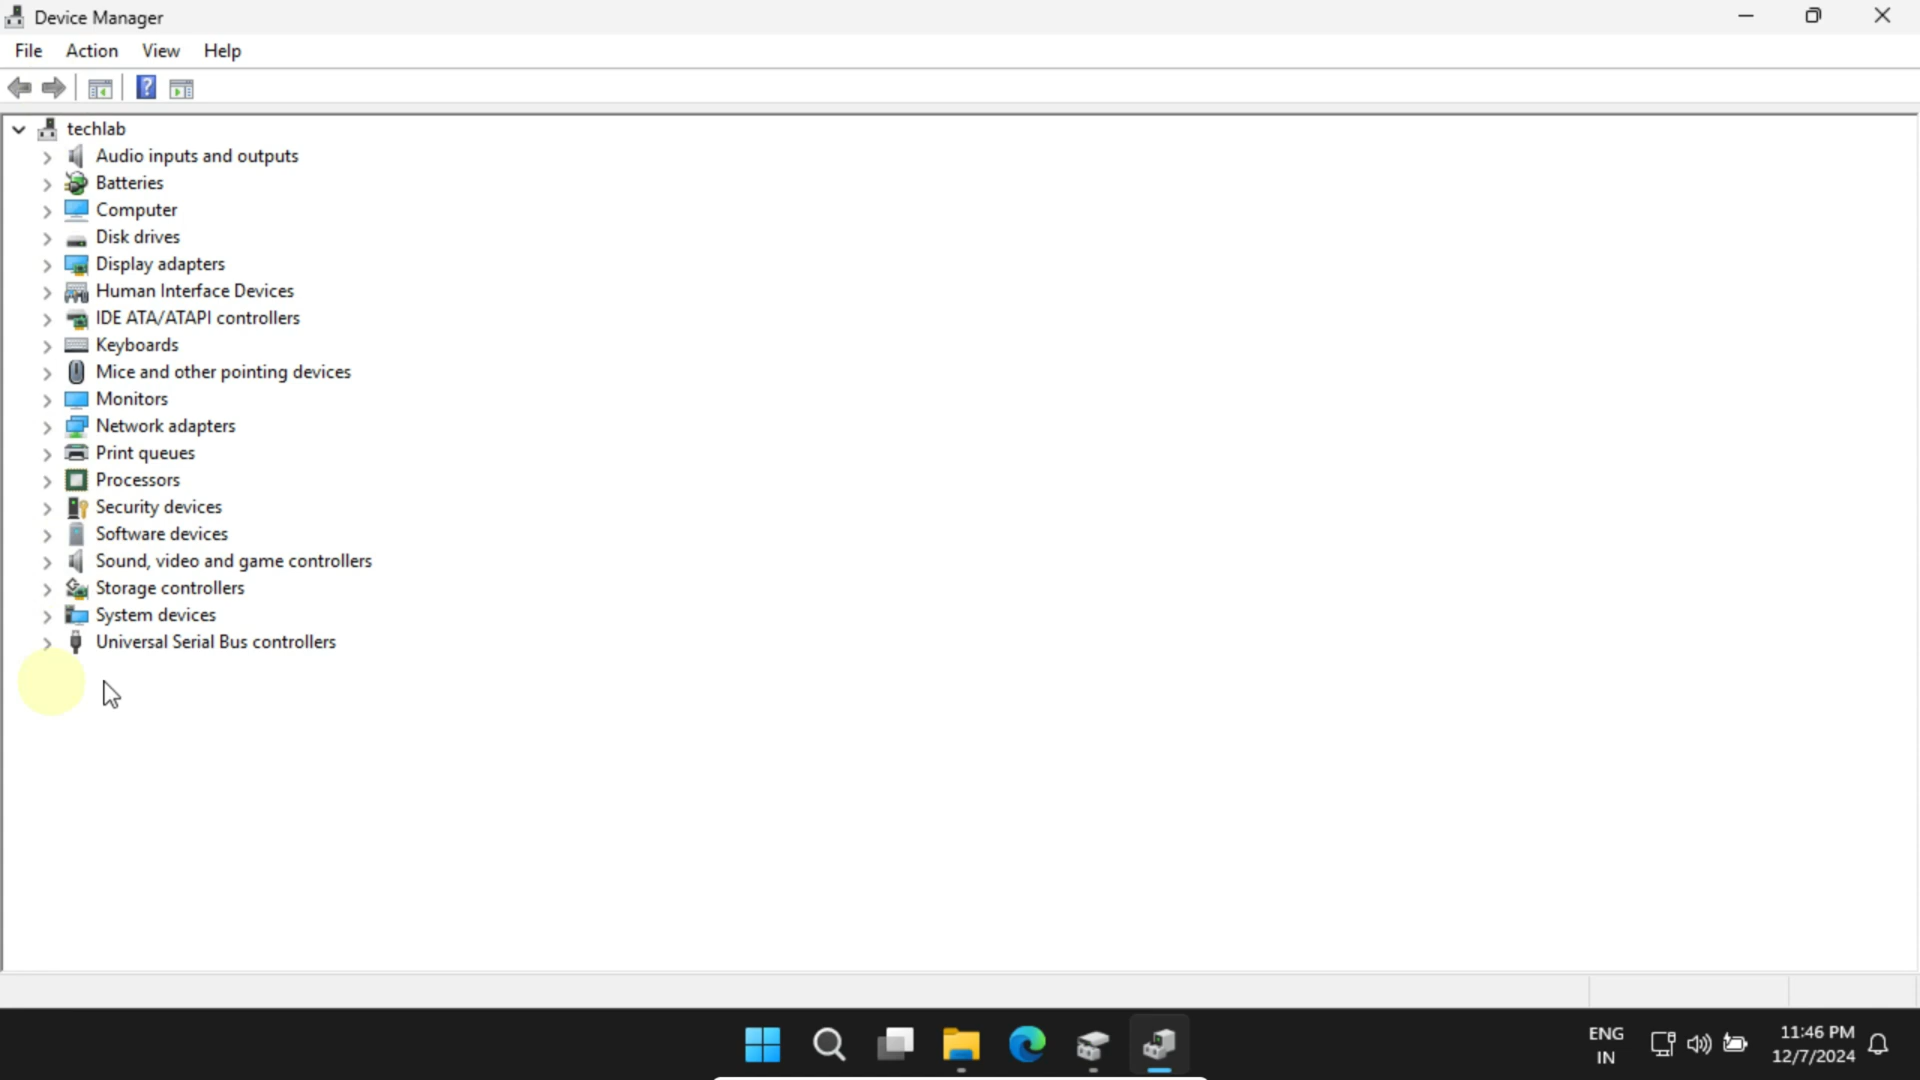 Device Manager
File Action View Help
techlab
Audio inputs and outputs
Batteries
Computer
Disk drives
Display adapters
Human Interface Devices
IDE ATA/ATAPI controllers
Keyboards
Mice and other pointing devices
Monitors
Network adapters
Print queues
Processors
Security devices
Software devices
Sound, video and game controllers
Storage controllers
System devices
Universal Serial Bus controllers
ENG
IN
11:46 PM
12/7/2024